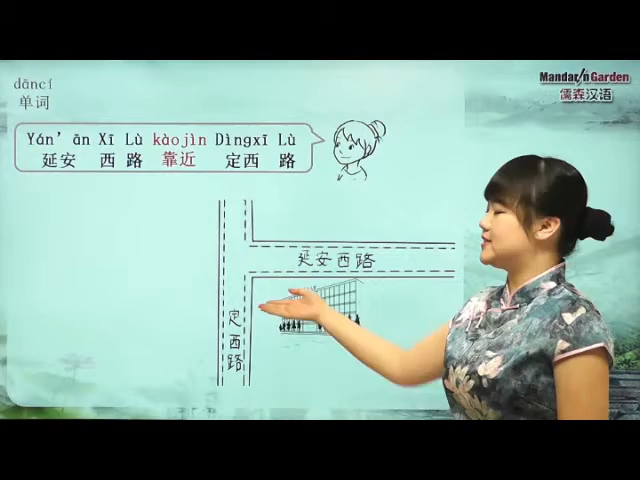 dāncí
单词
Mandarin Garden
儒森汉语
Yán'ān Xī Lù kàojìn Dìngxī Lù
延安 西 路 靠近 定西 路
延安西路
定西路